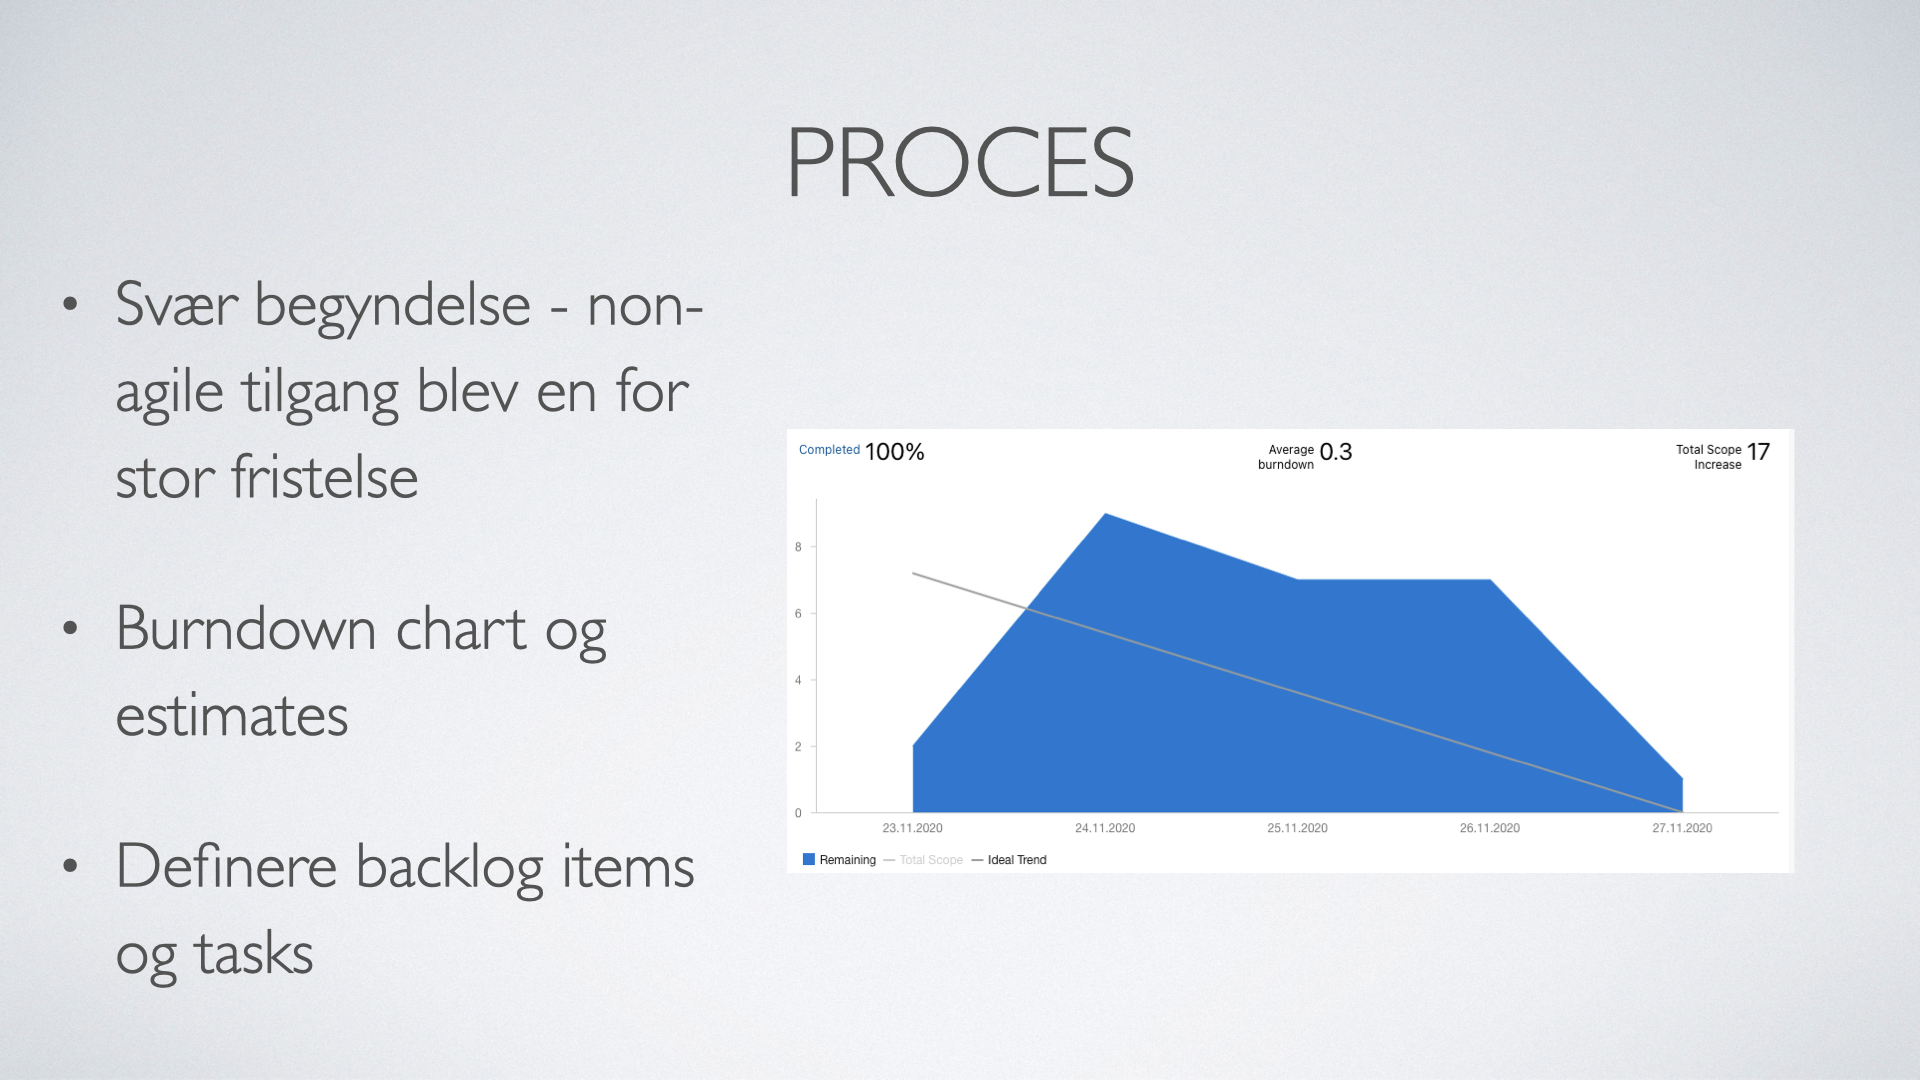 PROCES
• Svær begyndelse - non-
agile tilgang blev en for
stor fristelse
• Burndown chart og
estimates
• Definere backlog items
og tasks
Completed 100%
Average
burndown 0.3
Total Scope
Increase 17
8
6
4
2
0
23.11.2020 24.11.2020 25.11.2020 26.11.2020 27.11.2020
Remaining Total Scope Ideal Trend